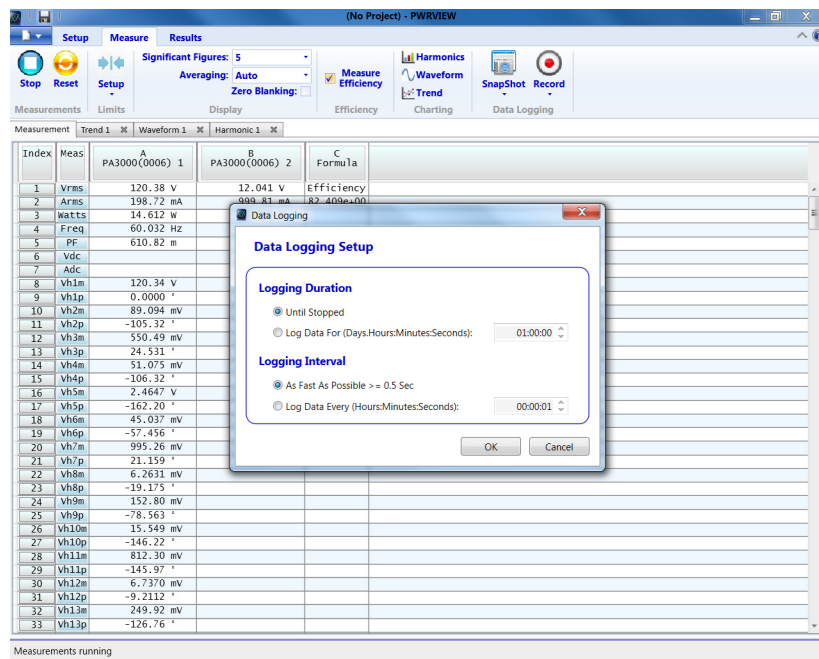 (No Project) - PWRVIEW
Setup Measure Results
Stop Reset Setup
Significant Figures: 5
Averaging: Auto
Zero Blanking:
Measure Efficiency
Harmonics
Waveform
Trend
SnapShot Record
Measurements Limits Display Efficiency Charting Data Logging
Measurement Trend 1 Waveform 1 Harmonic 1
Index Meas A B C
PA3000(0006) 1 PA3000(0006) 2 Formula
1 Vrms 120.38 V 12.041 V Efficiency
2 Arms 198.72 mA 999.81 mA 82.409e+00
3 Watts 14.612 W
4 Freq 60.032 Hz
5 PF 610.82 m
6 Vdc
7 Adc
8 Vh1m 120.34 V
9 Vh1p 0.0000 °
10 Vh2m 89.094 mV
11 Vh2p -105.32 °
12 Vh3m 550.49 mV
13 Vh3p 24.531 °
14 Vh4m 51.075 mV
15 Vh4p -106.32 °
16 Vh5m 2.4647 V
17 Vh5p -162.20 °
18 Vh6m 45.037 mV
19 Vh6p -57.456 °
20 Vh7m 995.26 mV
21 Vh7p 21.159 °
22 Vh8m 6.2631 mV
23 Vh8p -19.175 °
24 Vh9m 152.80 mV
25 Vh9p -78.563 °
26 Vh10m 15.549 mV
27 Vh10p -146.22 °
28 Vh11m 812.30 mV
29 Vh11p -145.97 °
30 Vh12m 6.7370 mV
31 Vh12p -9.2112 °
32 Vh13m 249.92 mV
33 Vh13p -126.76 °
Data Logging
Data Logging Setup
Logging Duration
Until Stopped
Log Data For (Days.Hours:Minutes:Seconds): 01:00:00
Logging Interval
As Fast As Possible >= 0.5 Sec
Log Data Every (Hours:Minutes:Seconds): 00:00:01
OK Cancel
Measurements running